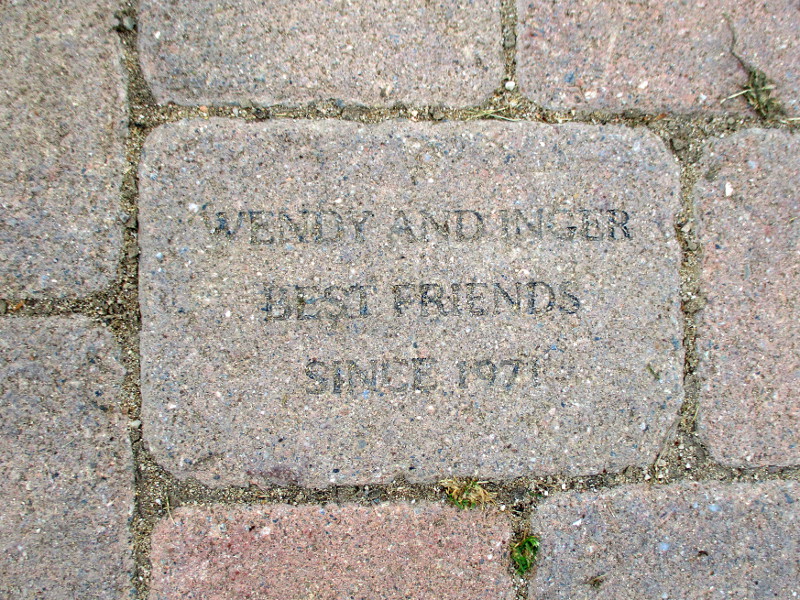 WENDY AND INGER
BEST FRIENDS
SINCE 1971